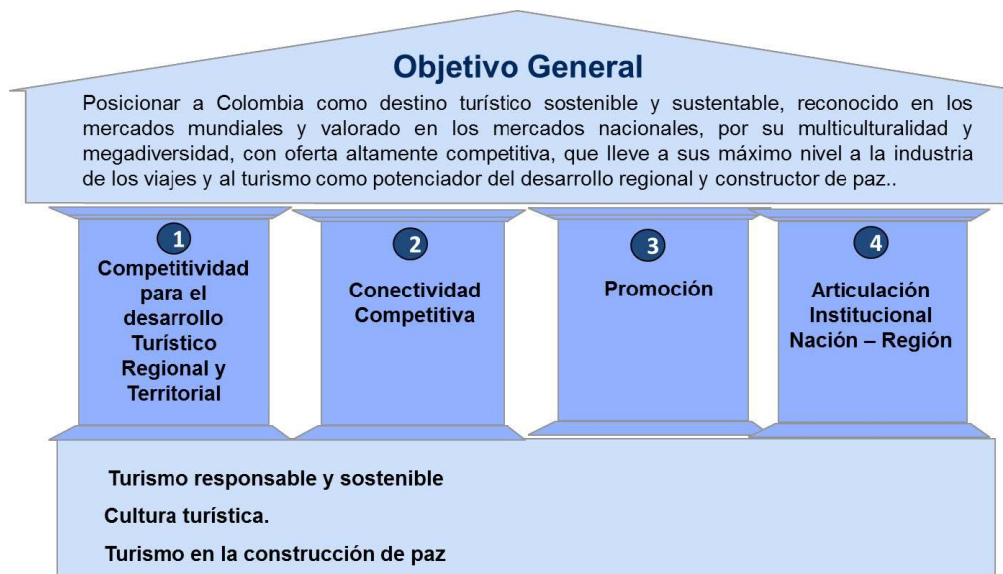 Objetivo General
Posicionar a Colombia como destino turístico sostenible y sustentable, reconocido en los
mercados mundiales y valorado en los mercados nacionales, por su multiculturalidad y
megadiversidad, con oferta altamente competitiva, que lleve a sus máximo nivel a la industria
de los viajes y al turismo como potenciador del desarrollo regional y constructor de paz..
1
Competitividad
para el
desarrollo
Turístico
Regional y
Territorial
2
Conectividad
Competitiva
3
Promoción
4
Articulación
Institucional
Nación – Región
Turismo responsable y sostenible
Cultura turística.
Turismo en la construcción de paz